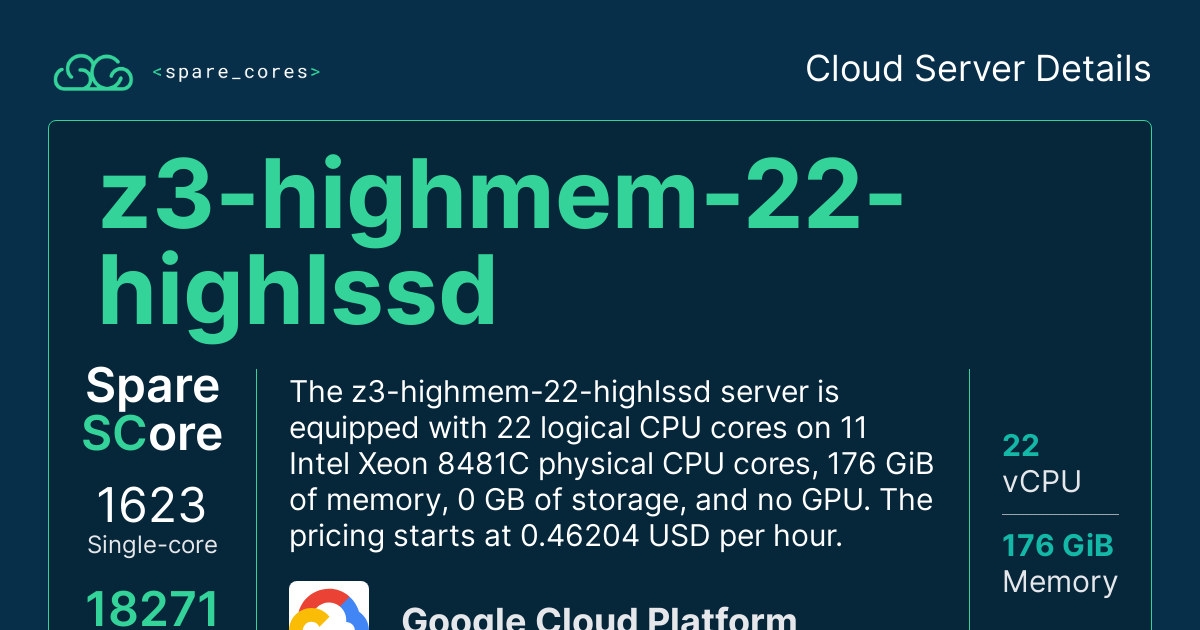 <spare_cores>
Cloud Server Details
z3-highmem-22-
highlssd
Spare
SCore
1623
Single-core
18271
The z3-highmem-22-highlssd server is
equipped with 22 logical CPU cores on 11
Intel Xeon 8481C physical CPU cores, 176 GiB
of memory, 0 GB of storage, and no GPU. The
pricing starts at 0.46204 USD per hour.
Google Cloud Platform
22
vCPU
176 GiB
Memory